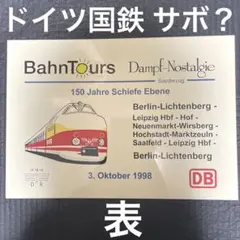 ドイツ国鉄 サボ？
BahnTours
Dampf-Nostalgie
Sonderzug
150 Jahre Schiefe Ebene
Berlin-Lichtenberg -
Leipzig Hbf - Hof -
Neuenmarkt-Wirsberg -
Hochstadt-Marktzeuln -
Saalfeld - Leipzig Hbf -
Berlin-Lichtenberg
3. Oktober 1998
DB
表